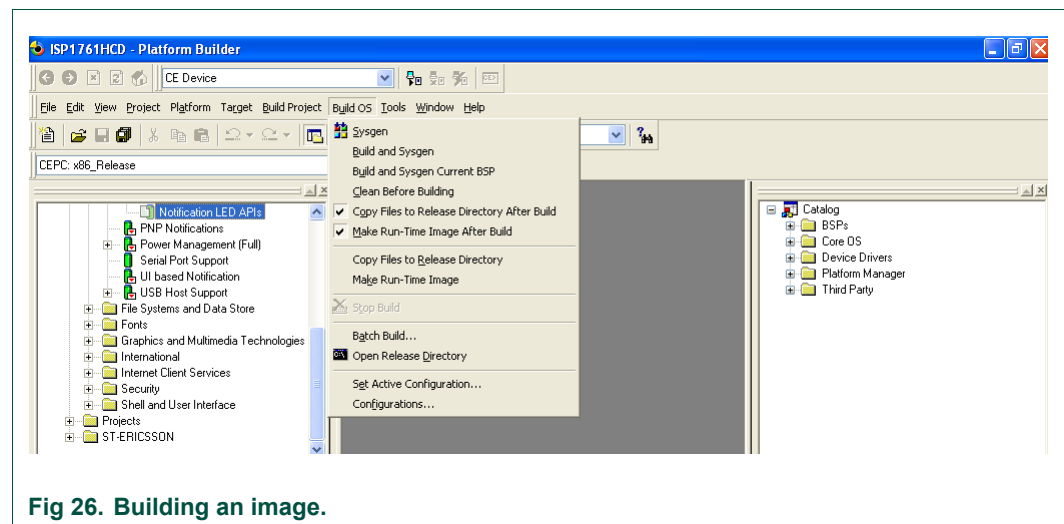 ISP1761HCD - Platform Builder
CE Device
File Edit View Project Platform Target Build Project Build OS Tools Window Help
CEPC: x86_Release
Sysgen
Build and Sysgen
Build and Sysgen Current BSP
Clean Before Building
Copy Files to Release Directory After Build
Make Run-Time Image After Build
Copy Files to Release Directory
Make Run-Time Image
Stop Build
Batch Build...
Open Release Directory
Set Active Configuration...
Configurations...
Notification LED APIs
PNP Notifications
Power Management (Full)
Serial Port Support
UI based Notification
USB Host Support
File Systems and Data Store
Fonts
Graphics and Multimedia Technologies
International
Internet Client Services
Security
Shell and User Interface
Projects
ST-ERICSSON
Catalog
BSPs
Core OS
Device Drivers
Platform Manager
Third Party
Fig 26. Building an image.